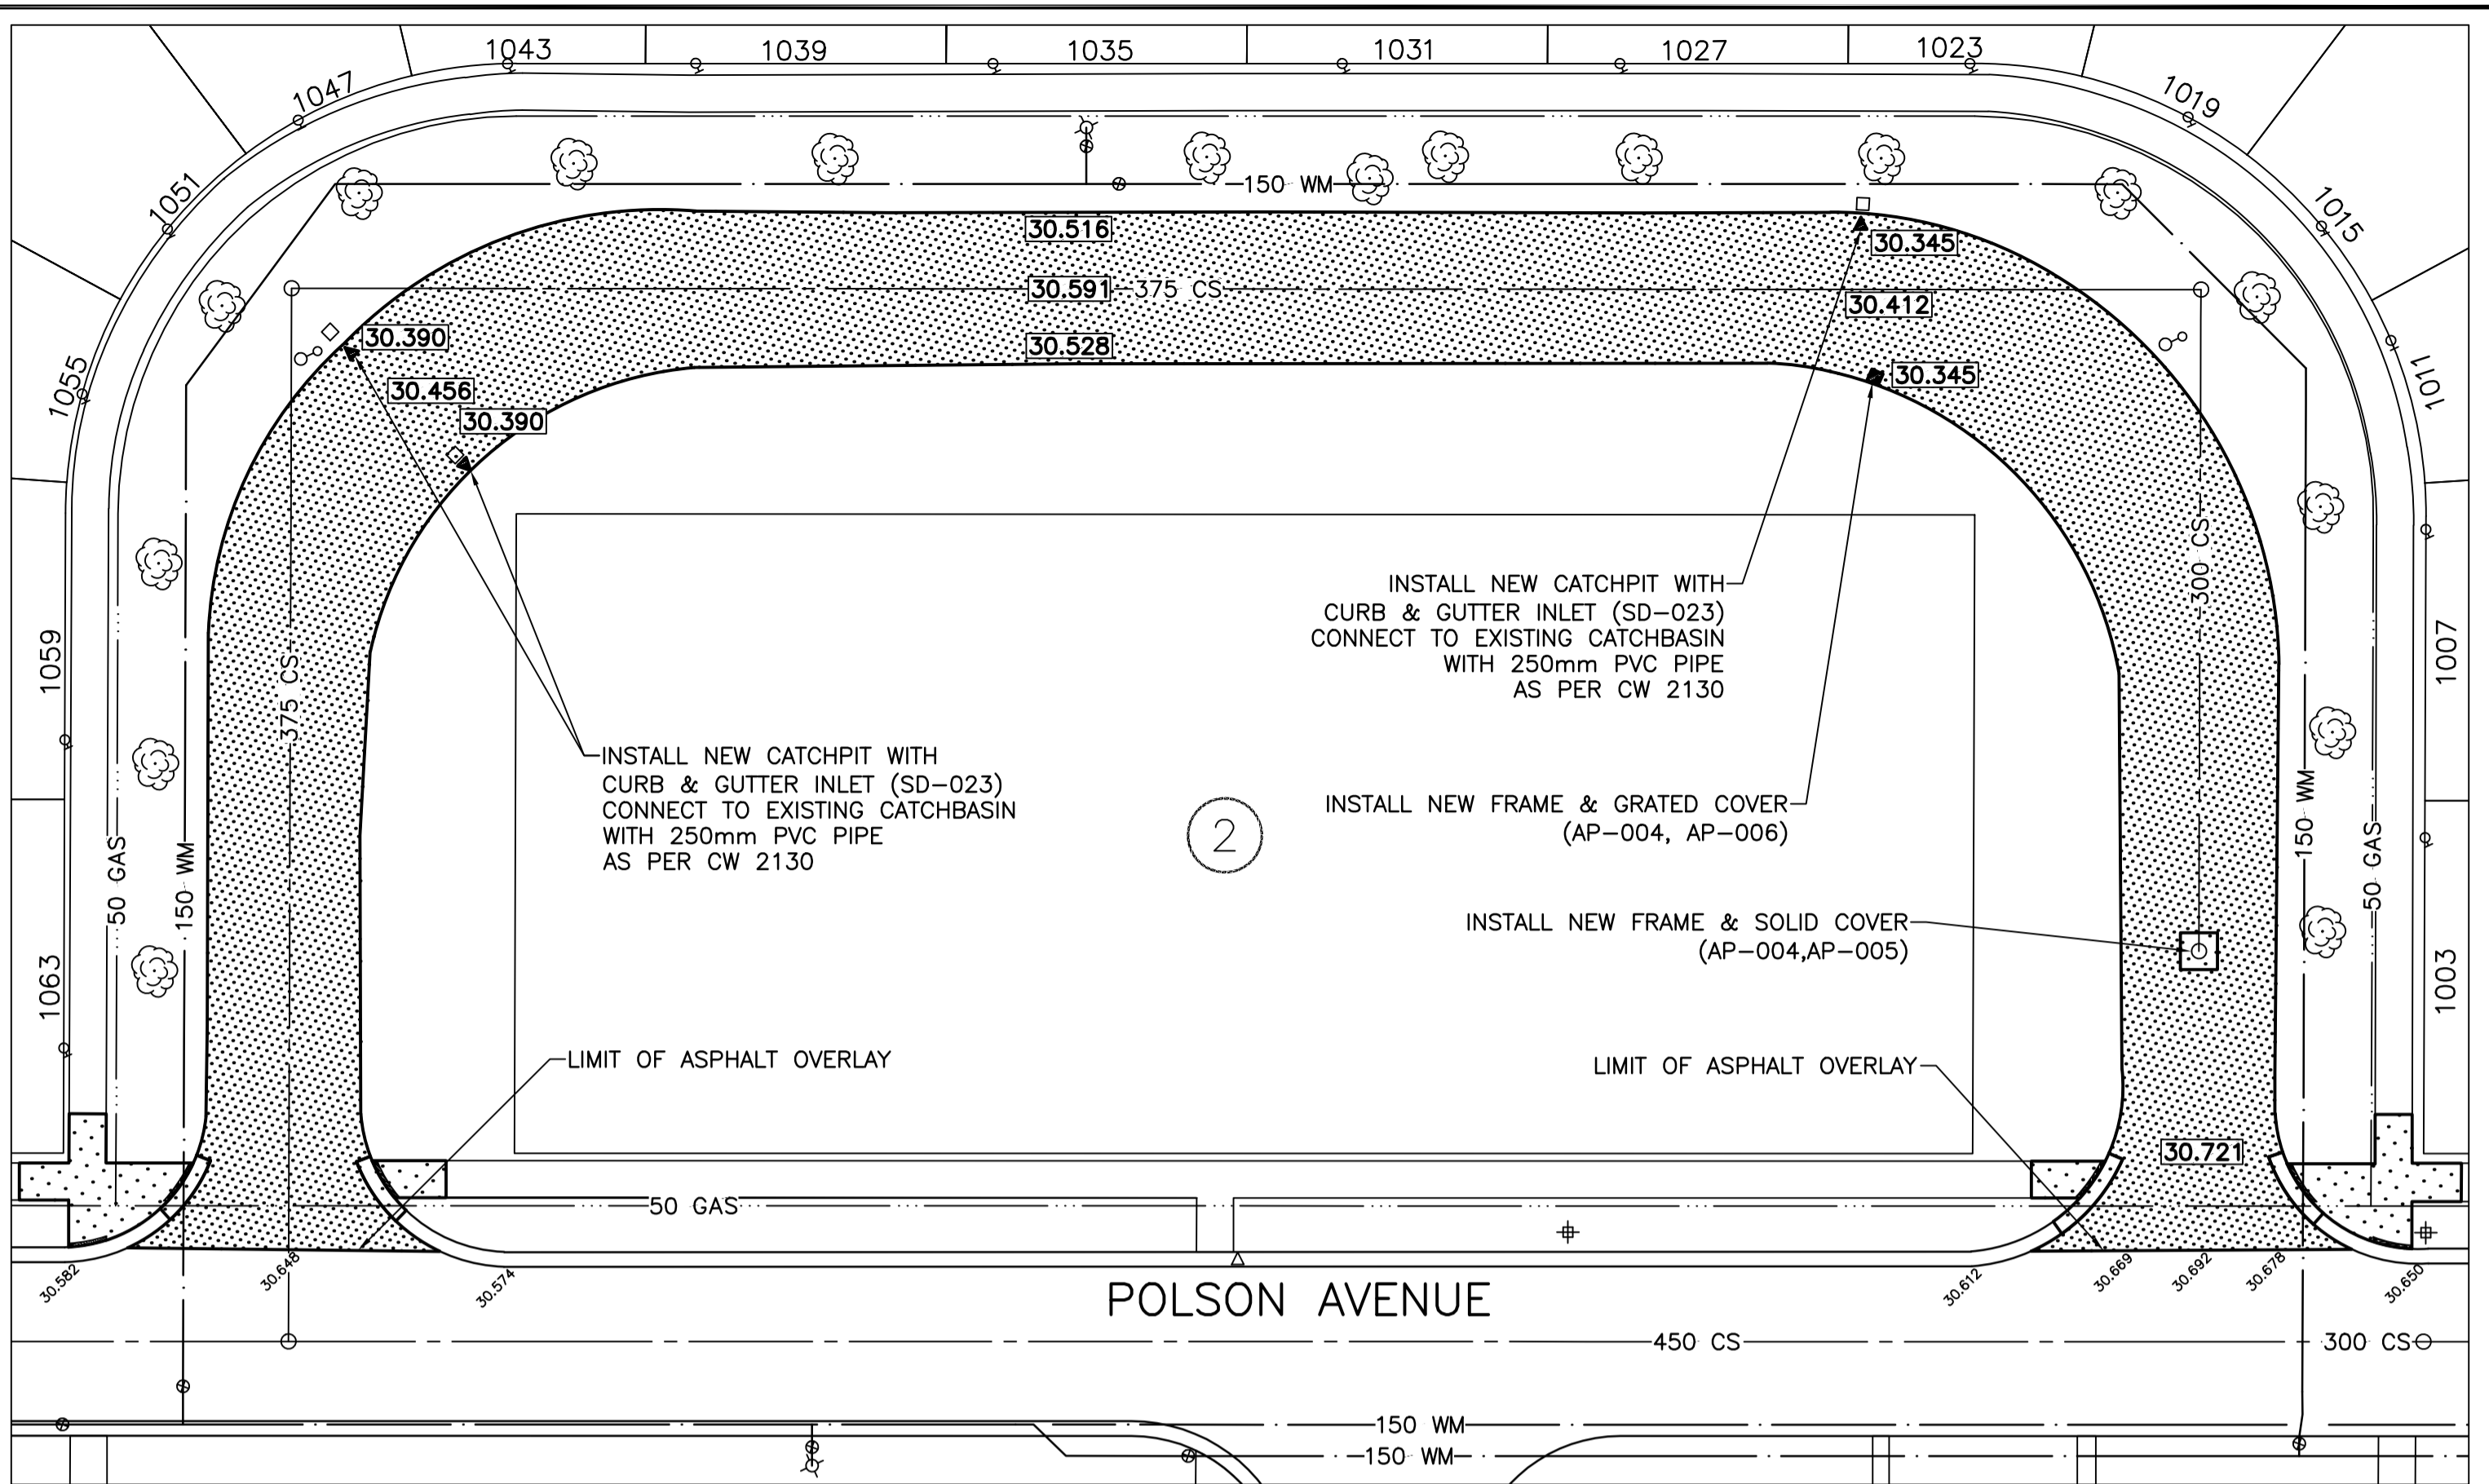 1043
1039
1035
1031
1027
1023
1047
1019
1051
1015
1055
1011
150 WM
30.516
30.345
30.591
375 CS
30.412
30.390
30.528
30.345
30.456
30.390
300 CS
INSTALL NEW CATCHPIT WITH
CURB & GUTTER INLET (SD-023)
CONNECT TO EXISTING CATCHBASIN
WITH 250mm PVC PIPE
AS PER CW 2130
1059
375 CS
1007
INSTALL NEW CATCHPIT WITH
CURB & GUTTER INLET (SD-023)
CONNECT TO EXISTING CATCHBASIN
WITH 250mm PVC PIPE
AS PER CW 2130
INSTALL NEW FRAME & GRATED COVER
(AP-004, AP-006)
2
50 GAS
150 WM
150 WM
50 GAS
INSTALL NEW FRAME & SOLID COVER
(AP-004,AP-005)
1063
1003
LIMIT OF ASPHALT OVERLAY
LIMIT OF ASPHALT OVERLAY
30.721
50 GAS
30.582
30.648
30.574
30.612
30.669
30.692
30.678
30.650
POLSON AVENUE
450 CS
300 CS
150 WM
150 WM